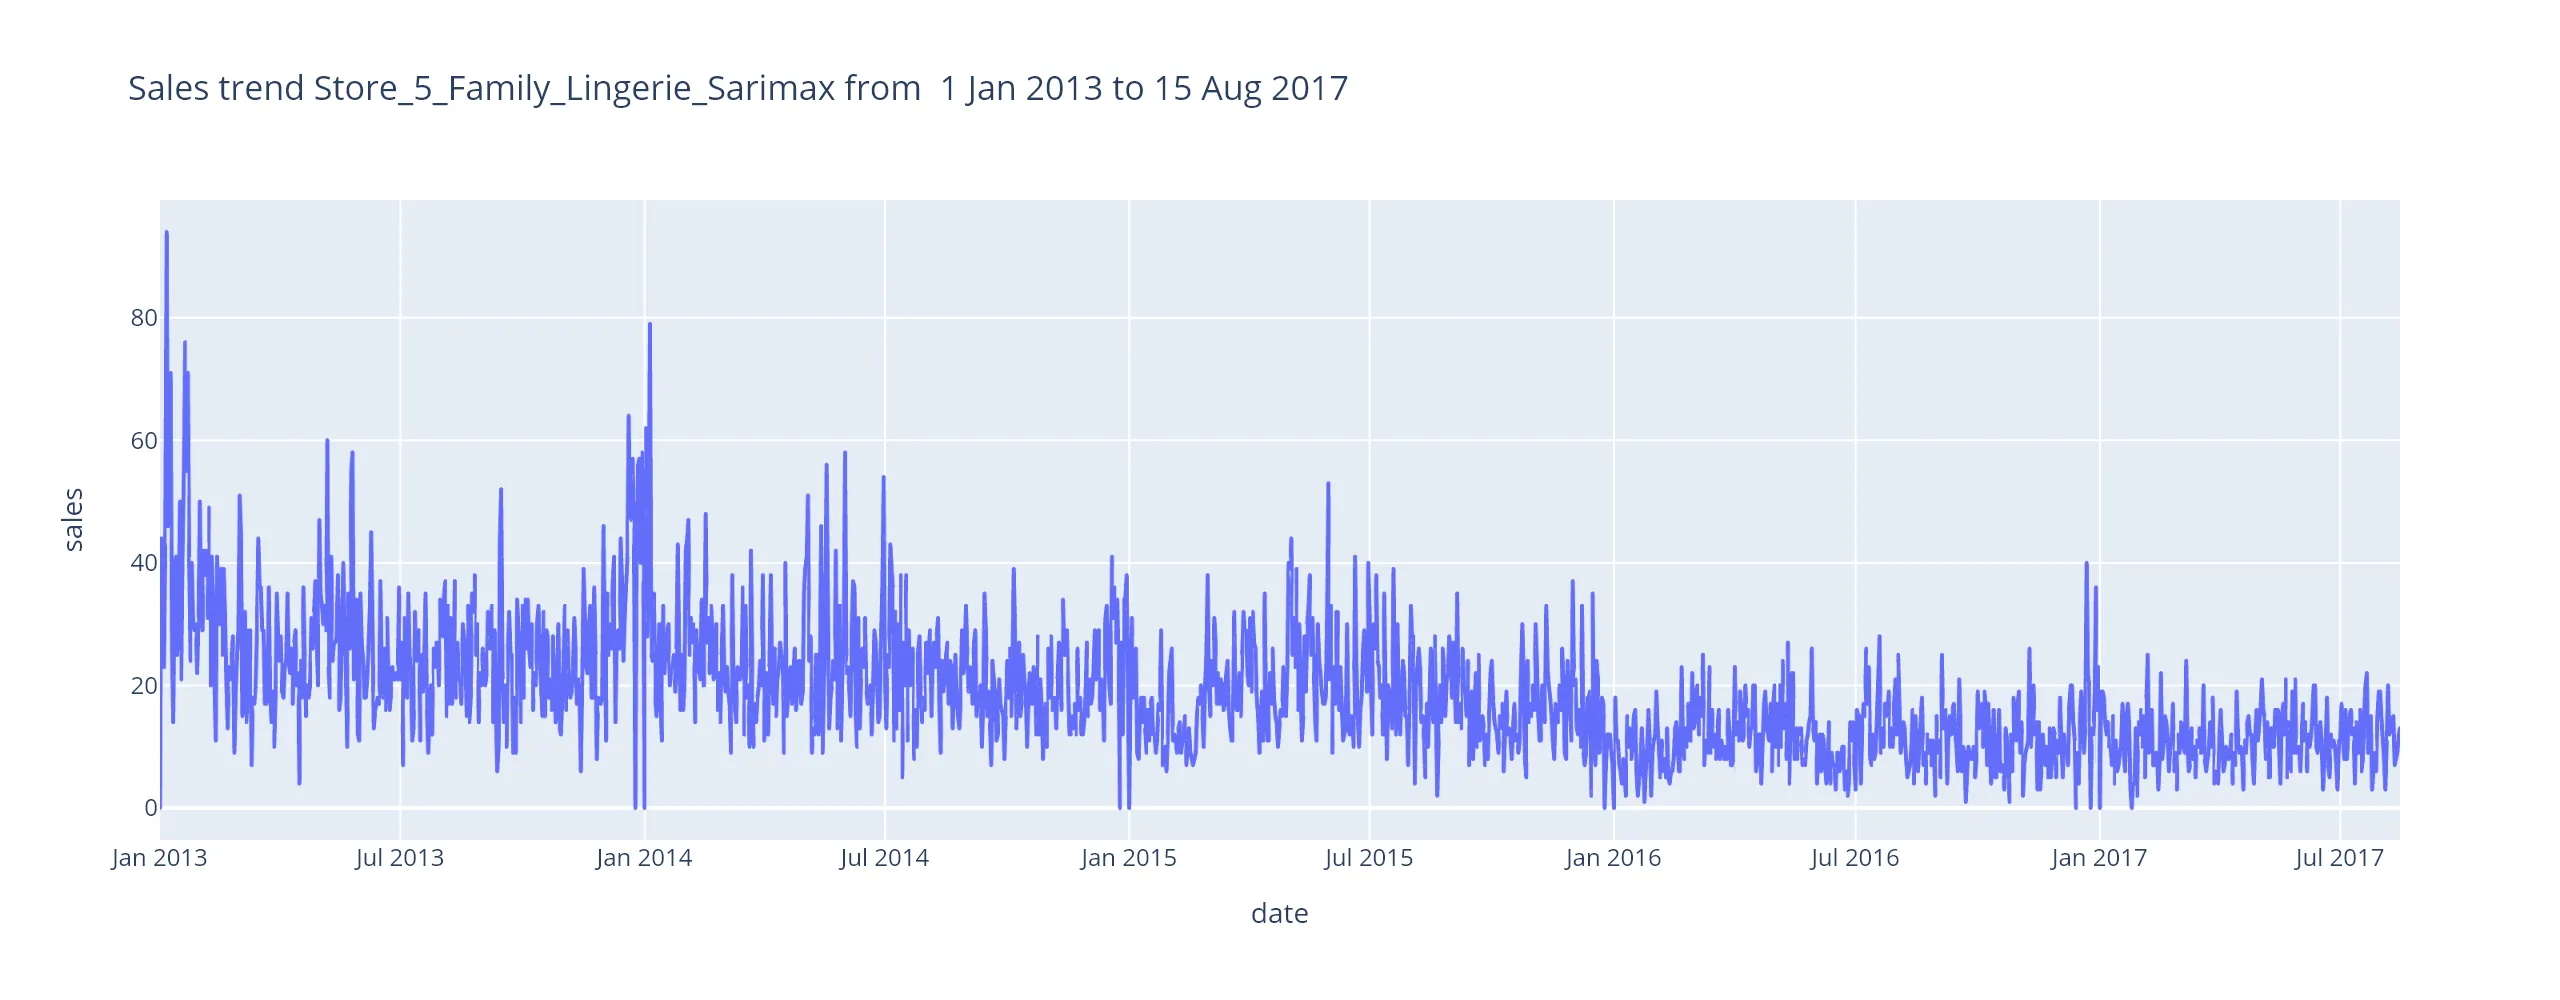 Sales trend Store_5_Family_Lingerie_Sarimax from  1 Jan 2013 to 15 Aug 2017
80
60
40
20
0
sales
Jan 2013 Jul 2013 Jan 2014 Jul 2014 Jan 2015 Jul 2015 Jan 2016 Jul 2016 Jan 2017 Jul 2017
date